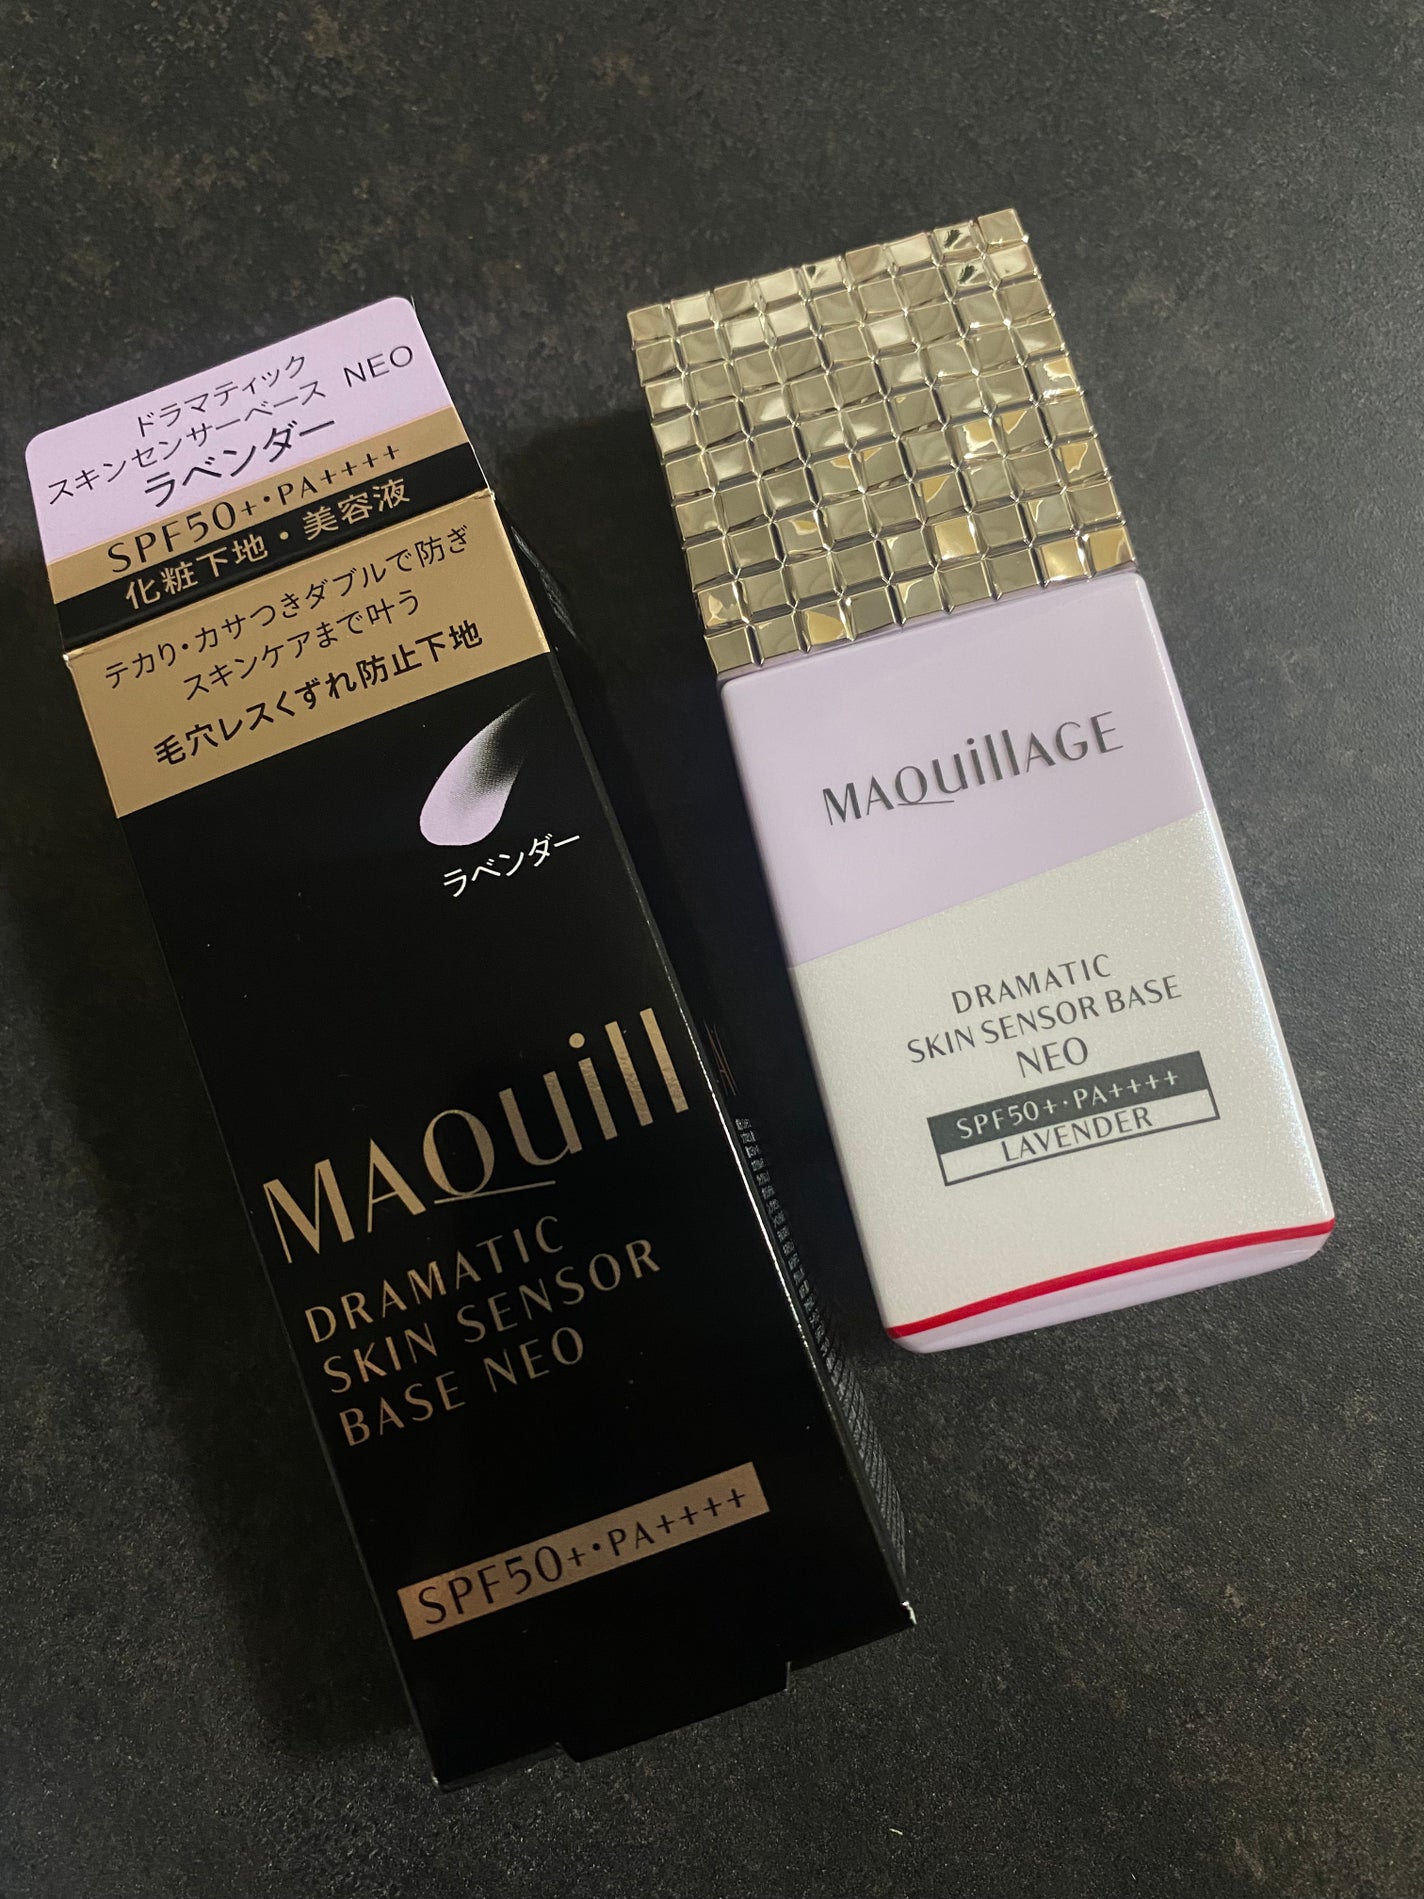 ドラマティック
スキンセンサーベース NEO
ラベンダー
SPF50+・PA++++
化粧下地・美容液
テカリ・カサつきダブルで防ぎ
スキンケアまで叶う
毛穴レスくずれ防止下地
ラベンダー
MAQuill
DRAMATIC
SKIN SENSOR
BASE NEO
SPF50+・PA++++
MAQuillAGE
DRAMATIC
SKIN SENSOR BASE
NEO
SPF50+・PA++++
LAVENDER